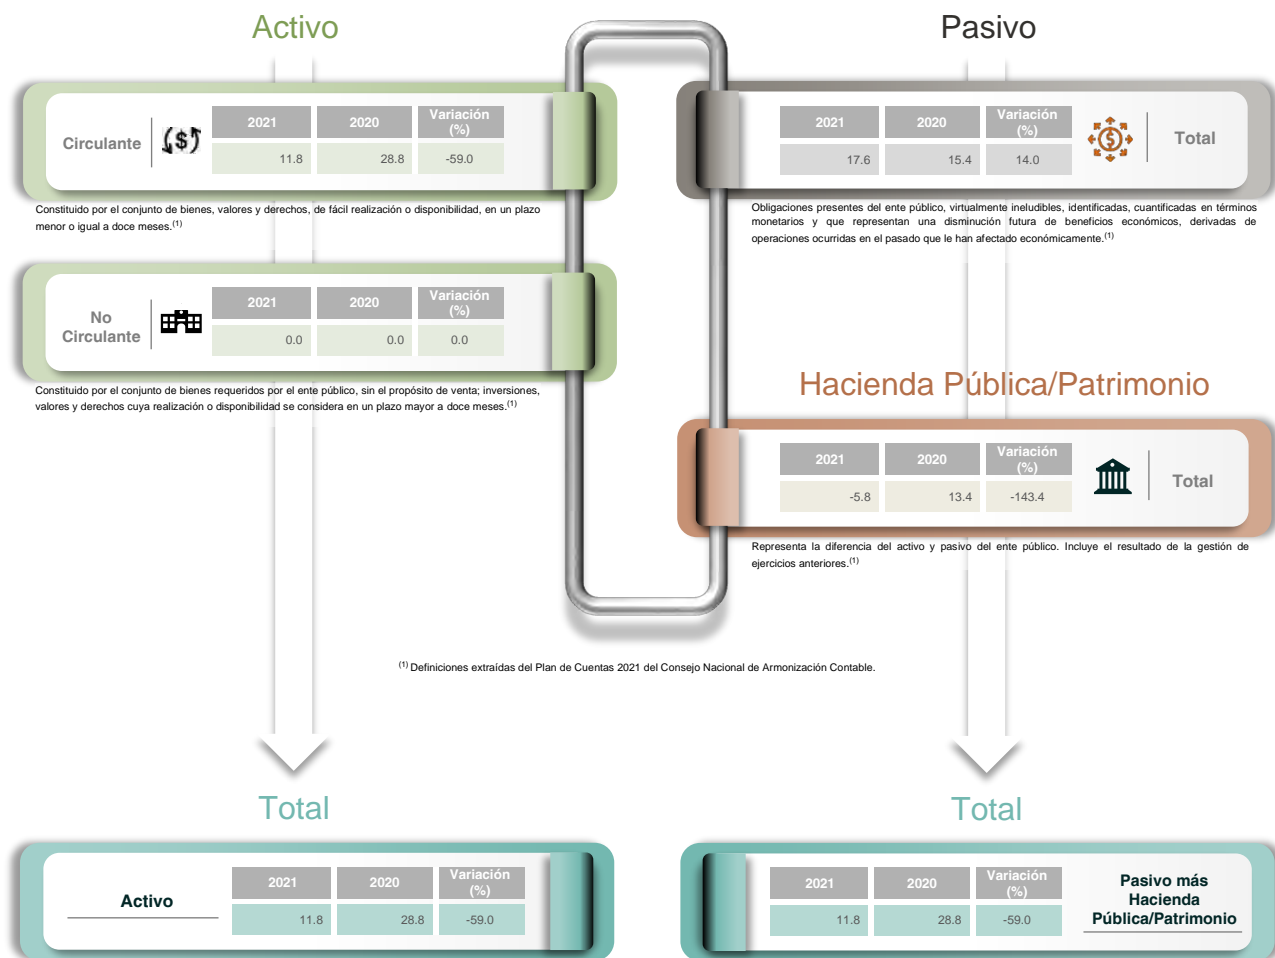 Activo
Circulante
2021 2020 Variación (%)
11.8 28.8 -59.0
Constituido por el conjunto de bienes, valores y derechos, de fácil realización o disponibilidad, en un plazo
menor o igual a doce meses.(1)
No
Circulante
2021 2020 Variación (%)
0.0 0.0 0.0
Constituido por el conjunto de bienes requeridos por el ente público, sin el propósito de venta; inversiones,
valores y derechos cuya realización o disponibilidad se considera en un plazo mayor a doce meses.(1)
Pasivo
2021 2020 Variación (%)
17.6 15.4 14.0
Total
Obligaciones presentes del ente público, virtualmente ineludibles, identificadas, cuantificadas en términos
monetarios y que representan una disminución futura de beneficios económicos, derivadas de
operaciones ocurridas en el pasado que le han afectado económicamente.(1)
Hacienda Pública/Patrimonio
2021 2020 Variación (%)
-5.8 13.4 -143.4
Total
Representa la diferencia del activo y pasivo del ente público. Incluye el resultado de la gestión de
ejercicios anteriores.(1)
(1) Definiciones extraídas del Plan de Cuentas 2021 del Consejo Nacional de Armonización Contable.
Total
Activo
2021 2020 Variación (%)
11.8 28.8 -59.0
Total
2021 2020 Variación (%)
11.8 28.8 -59.0
Pasivo más
Hacienda
Pública/Patrimonio